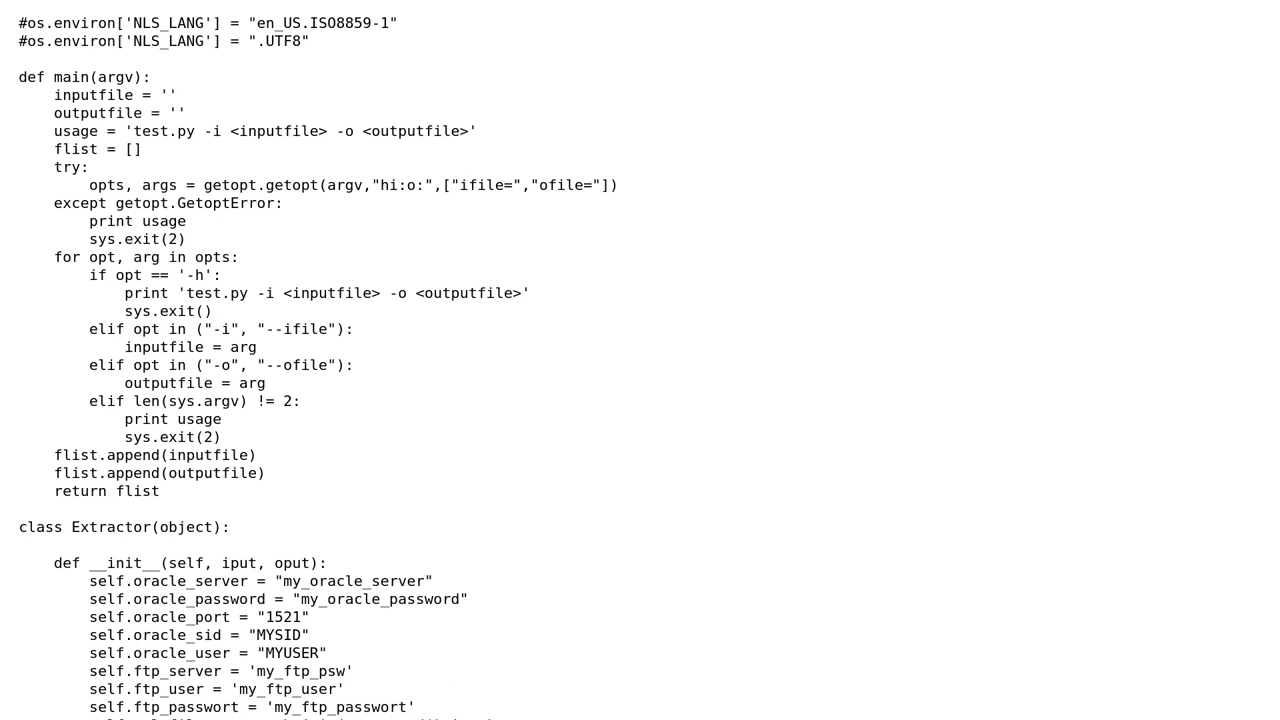 #os.environ['NLS_LANG'] = "en_US.ISO8859-1"
#os.environ['NLS_LANG'] = ".UTF8"

def main(argv):
    inputfile = ''
    outputfile = ''
    usage = 'test.py -i <inputfile> -o <outputfile>'
    flist = []
    try:
        opts, args = getopt.getopt(argv,"hi:o:",["ifile=","ofile="])
    except getopt.GetoptError:
        print usage
        sys.exit(2)
    for opt, arg in opts:
        if opt == '-h':
            print 'test.py -i <inputfile> -o <outputfile>'
            sys.exit()
        elif opt in ("-i", "--ifile"):
            inputfile = arg
        elif opt in ("-o", "--ofile"):
            outputfile = arg
        elif len(sys.argv) != 2:
            print usage
            sys.exit(2)
    flist.append(inputfile)
    flist.append(outputfile)
    return flist

class Extractor(object):

    def __init__(self, iput, oput):
        self.oracle_server = "my_oracle_server"
        self.oracle_password = "my_oracle_password"
        self.oracle_port = "1521"
        self.oracle_sid = "MYSID"
        self.oracle_user = "MYUSER"
        self.ftp_server = 'my_ftp_psw'
        self.ftp_user = 'my_ftp_user'
        self.ftp_passwort = 'my_ftp_passwort'